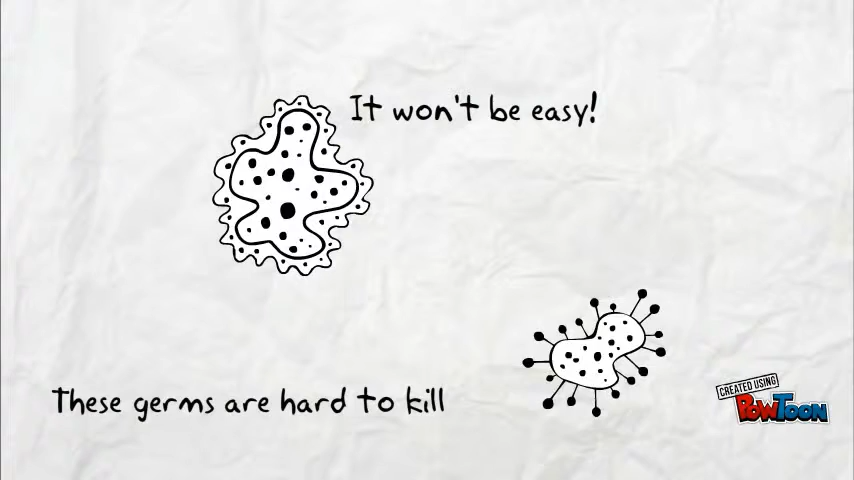 It won't be easy!
These germs are hard to kill
CREATED USING
POWTOON